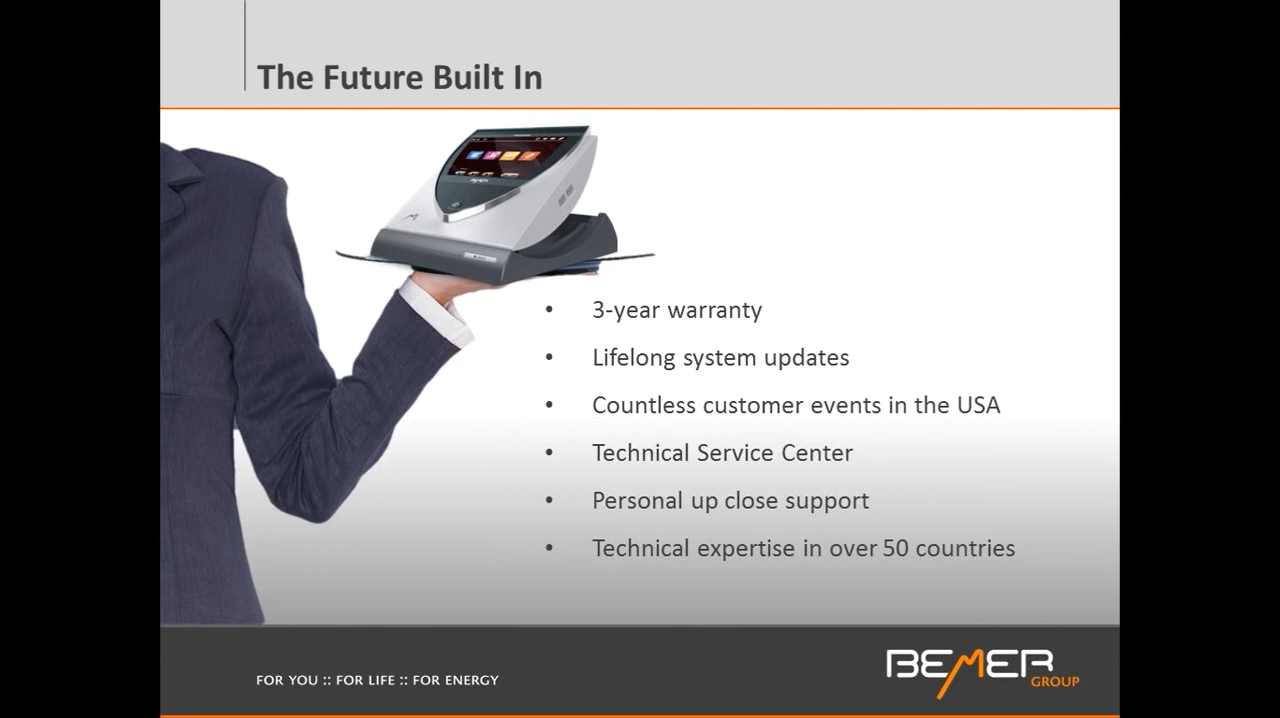 The Future Built In
• 3-year warranty
• Lifelong system updates
• Countless customer events in the USA
• Technical Service Center
• Personal up close support
• Technical expertise in over 50 countries
FOR YOU :: FOR LIFE :: FOR ENERGY
BEMER
GROUP